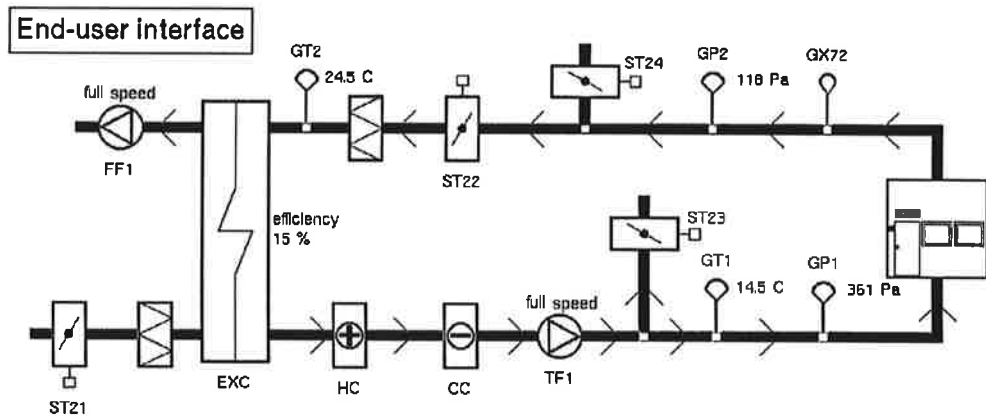 End-user interface
GT2
24.5 C
ST24
GP2
118 Pa
GX72
full speed
FF1
ST22
efficiency
15 %
ST23
GT1
14.5 C
GP1
361 Pa
full speed
ST21
EXC
HC
CC
TF1